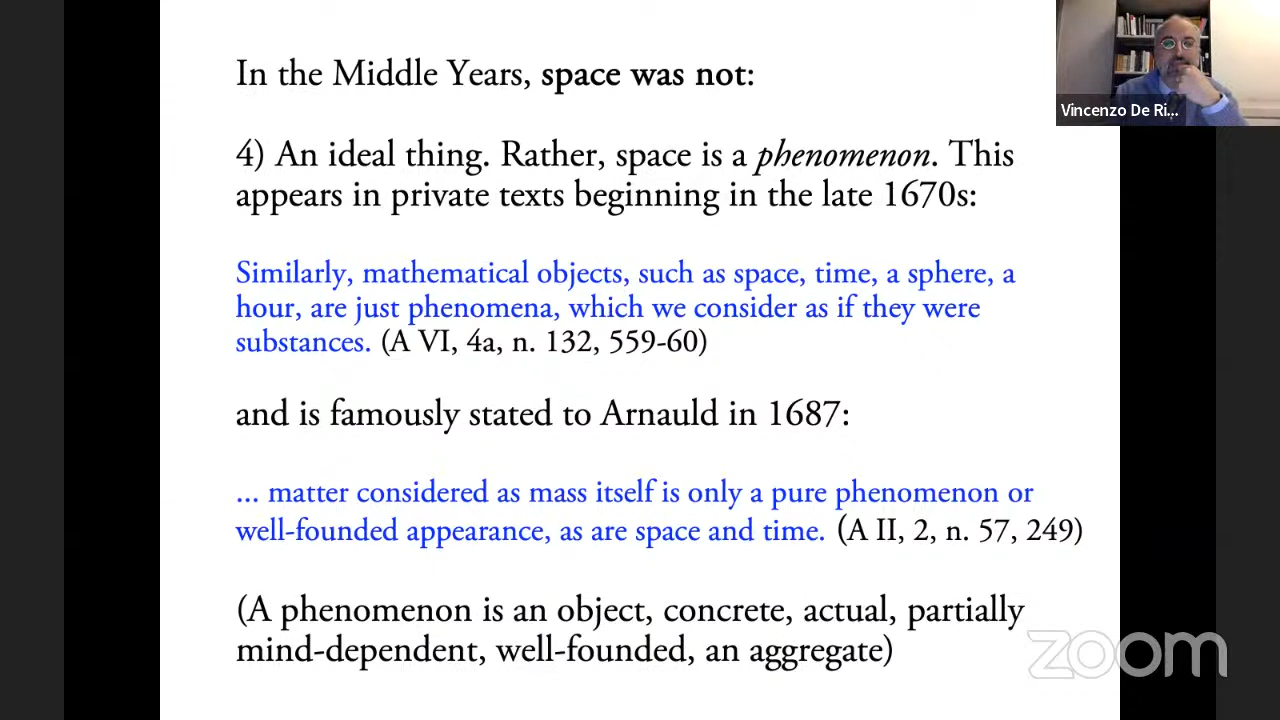 In the Middle Years, space was not:
4) An ideal thing. Rather, space is a phenomenon. This
appears in private texts beginning in the late 1670s:
Similarly, mathematical objects, such as space, time, a sphere, a
hour, are just phenomena, which we consider as if they were
substances. (A VI, 4a, n. 132, 559-60)
and is famously stated to Arnauld in 1687:
... matter considered as mass itself is only a pure phenomenon or
well-founded appearance, as are space and time. (A II, 2, n. 57, 249)
(A phenomenon is an object, concrete, actual, partially
mind-dependent, well-founded, an aggregate)
Vincenzo De Ri...
zoom